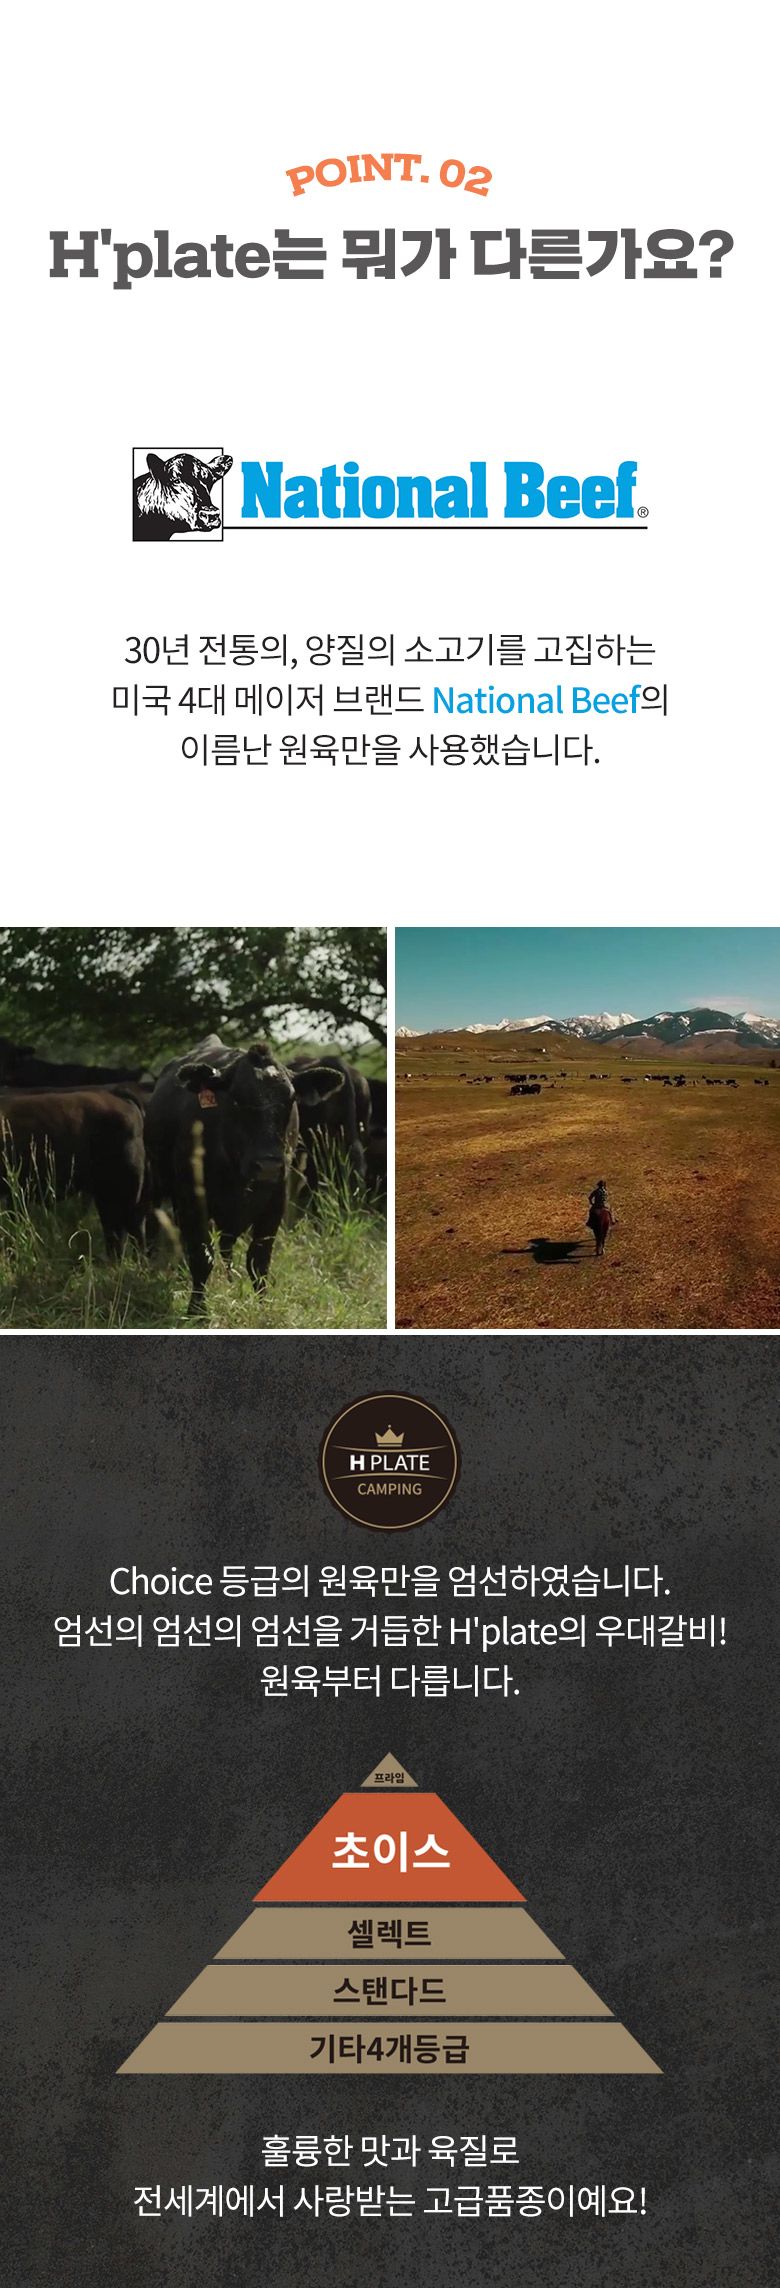 POINT. 02
H'plate는 뭐가 다른가요?
National Beef®
30년 전통의, 양질의 소고기를 고집하는
미국 4대 메이저 브랜드 National Beef의
이름난 원육만을 사용했습니다.
H PLATE
CAMPING
Choice 등급의 원육만을 엄선하였습니다.
엄선의 엄선의 엄선을 거듭한 H'plate의 우대갈비!
원육부터 다릅니다.
프라임
초이스
셀렉트
스탠다드
기타4개등급
훌륭한 맛과 육질로
전세계에서 사랑받는 고급품종이예요!